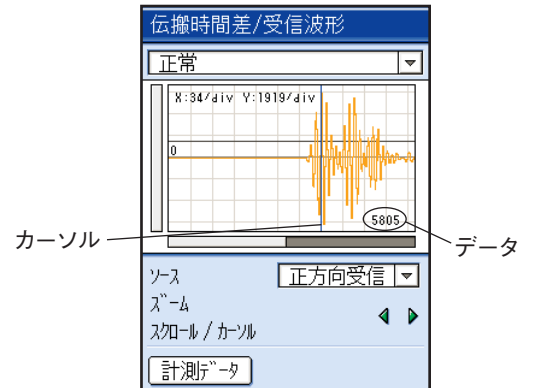 伝搬時間差/受信波形
正常
X:34/div Y:1919/div
0
5805
カーソル
データ
ソース
正方向受信
ズーム
スクロール / カーソル
計測データ